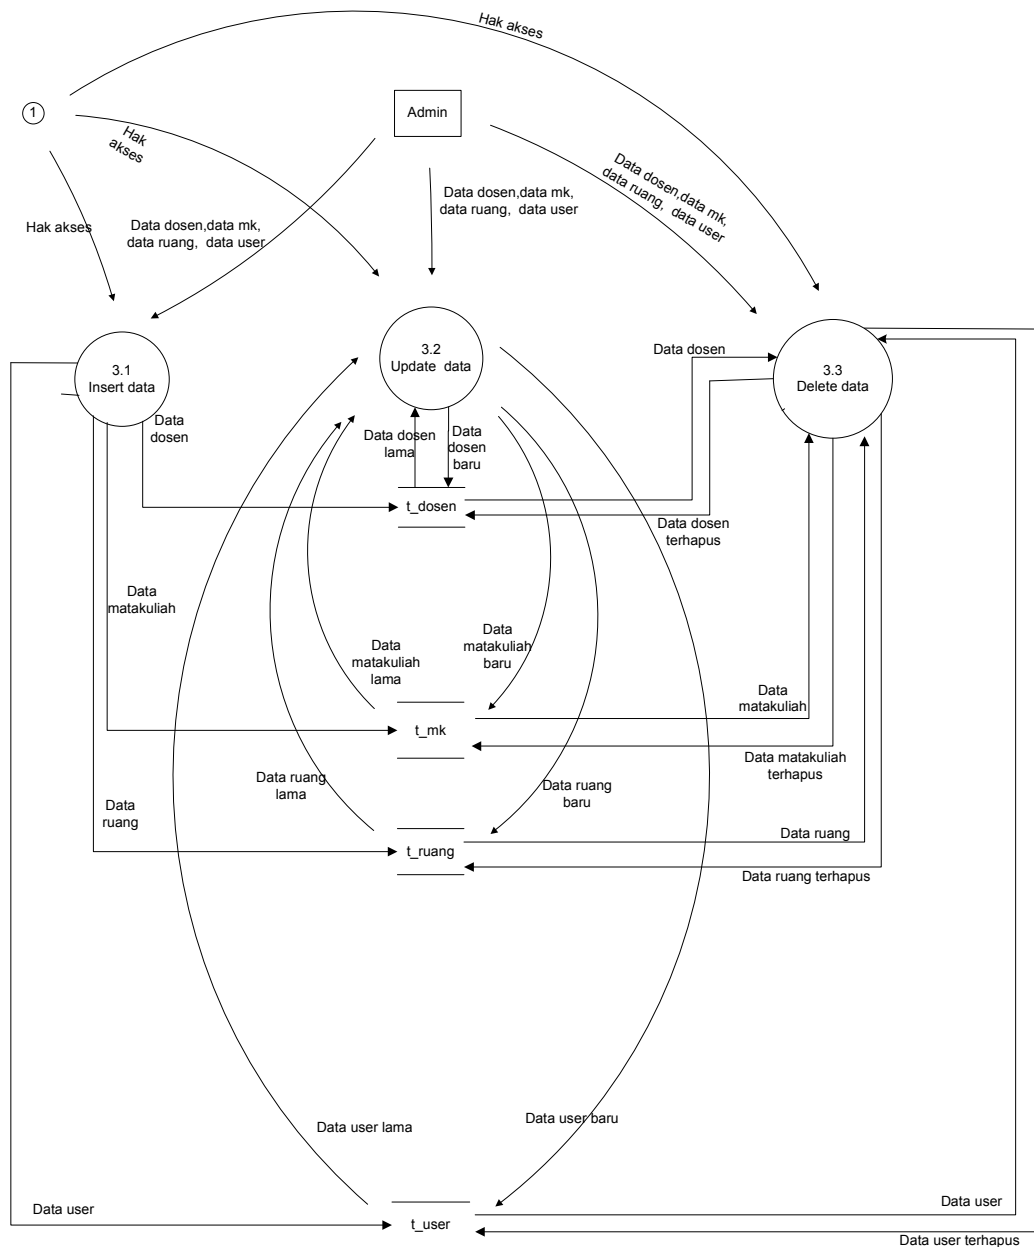 Hak akses
1
Admin
Hak
akses
Data dosen,data mk,
data ruang, data user
Data dosen,data mk,
data ruang, data user
Hak akses
Data dosen,data mk,
data ruang, data user
3.1
Insert data
3.2
Update data
3.3
Delete data
Data dosen
Data
dosen
Data dosen
lama
Data
dosen
baru
t_dosen
Data dosen
terhapus
Data
matakuliah
Data
matakuliah
lama
Data
matakuliah
baru
Data
matakuliah
t_mk
Data matakuliah
terhapus
Data ruang
lama
Data ruang
baru
Data
ruang
Data ruang
t_ruang
Data ruang terhapus
Data user lama
Data user baru
Data user
Data user
t_user
Data user terhapus